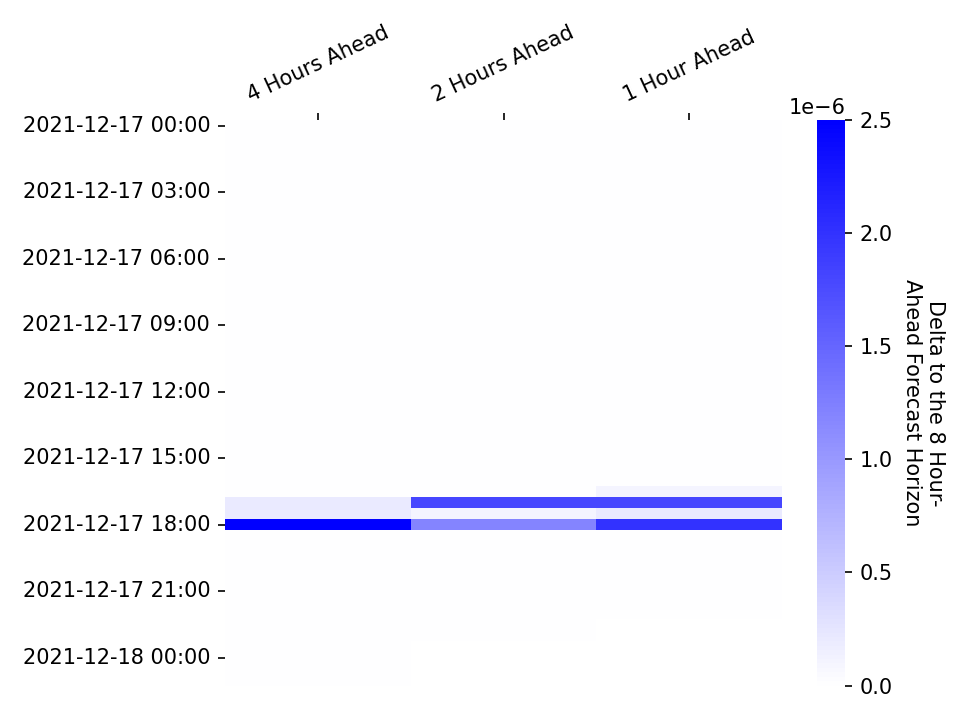 4 Hours Ahead
2 Hours Ahead
1 Hour Ahead
2021-12-17 00:00
2021-12-17 03:00
2021-12-17 06:00
2021-12-17 09:00
2021-12-17 12:00
2021-12-17 15:00
2021-12-17 18:00
2021-12-17 21:00
2021-12-18 00:00
1e−6
2.5
2.0
1.5
1.0
0.5
0.0
Delta to the 8 Hour-
Ahead Forecast Horizon